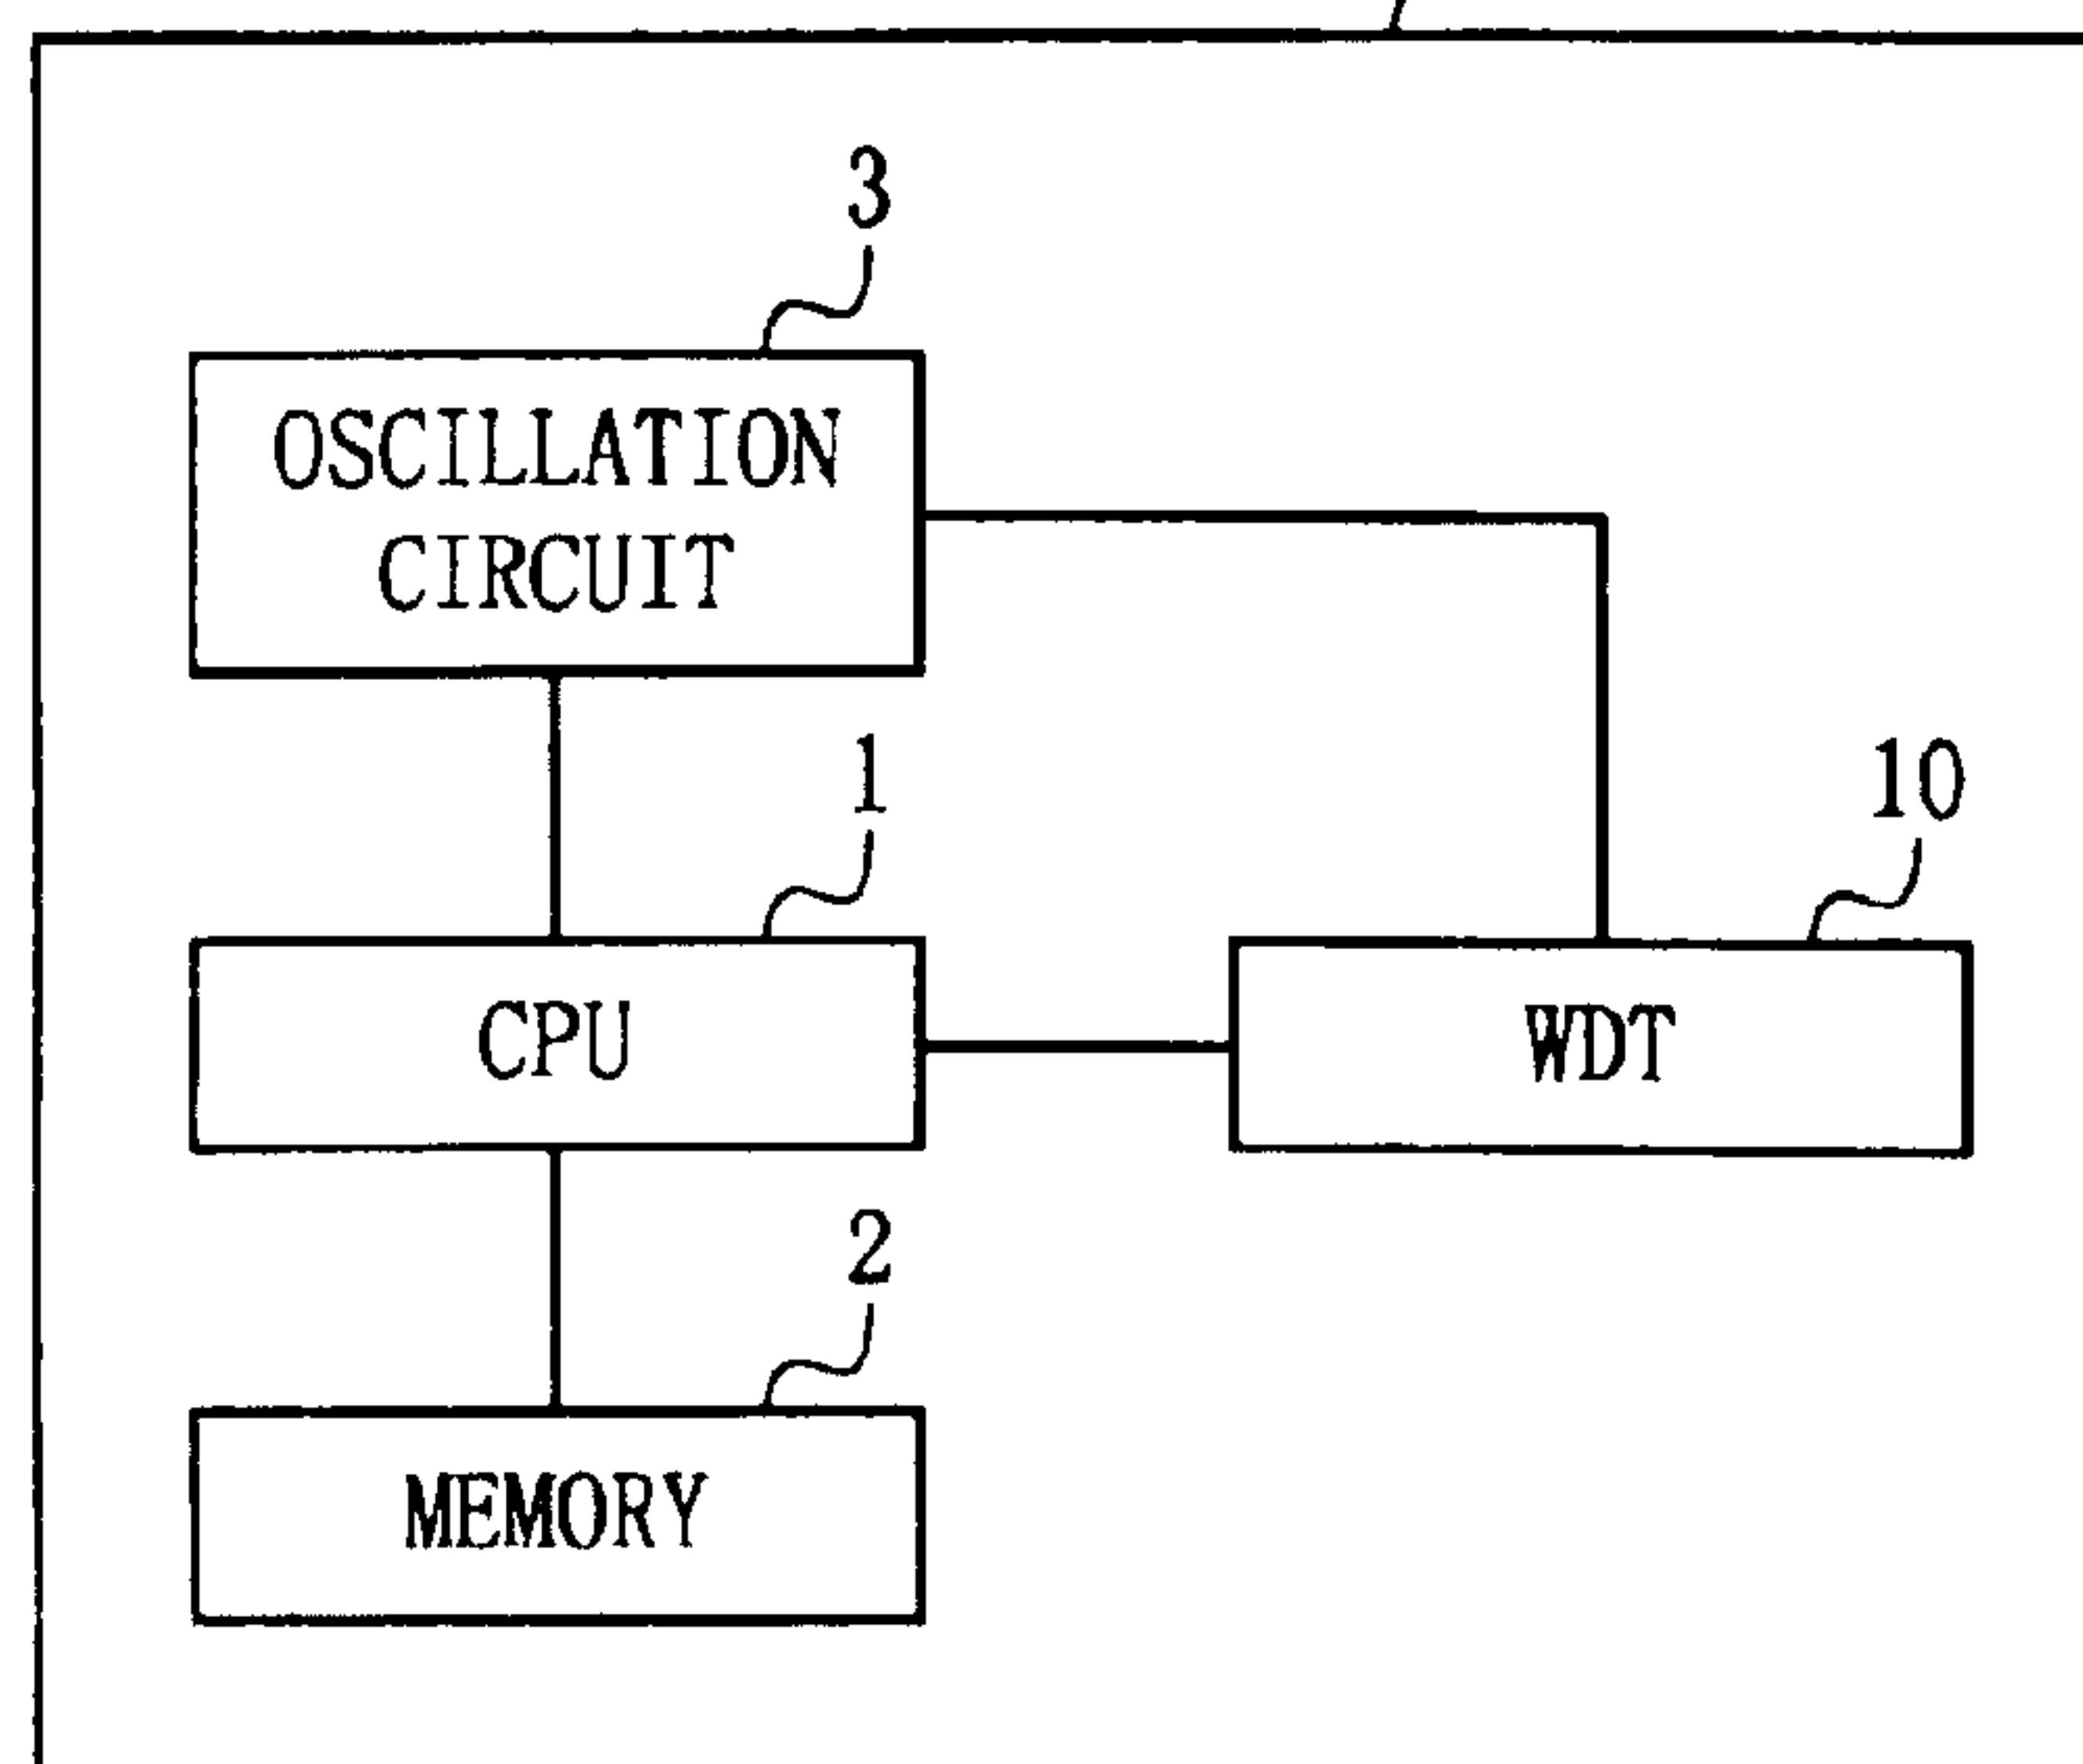 3
OSCILLATION
CIRCUIT
1
10
CPU
WDT
2
MEMORY